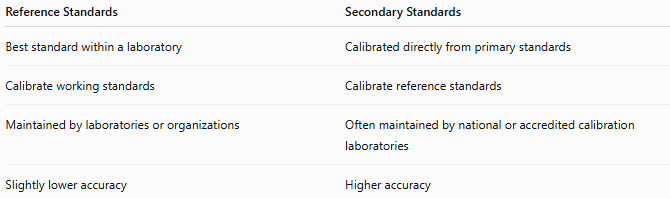 Reference Standards Secondary Standards
Best standard within a laboratory Calibrated directly from primary standards
Calibrate working standards Calibrate reference standards
Maintained by laboratories or organizations Often maintained by national or accredited calibration
laboratories
Slightly lower accuracy Higher accuracy